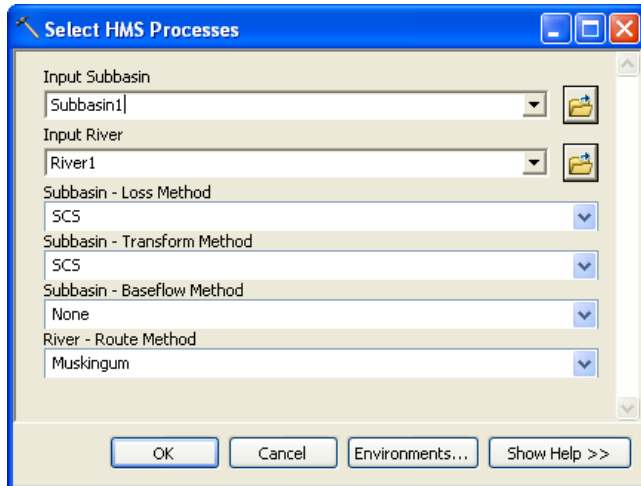 Select HMS Processes
Input Subbasin
Subbasin1
Input River
River1
Subbasin - Loss Method
SCS
Subbasin - Transform Method
SCS
Subbasin - Baseflow Method
None
River - Route Method
Muskingum
OK Cancel Environments... Show Help >>